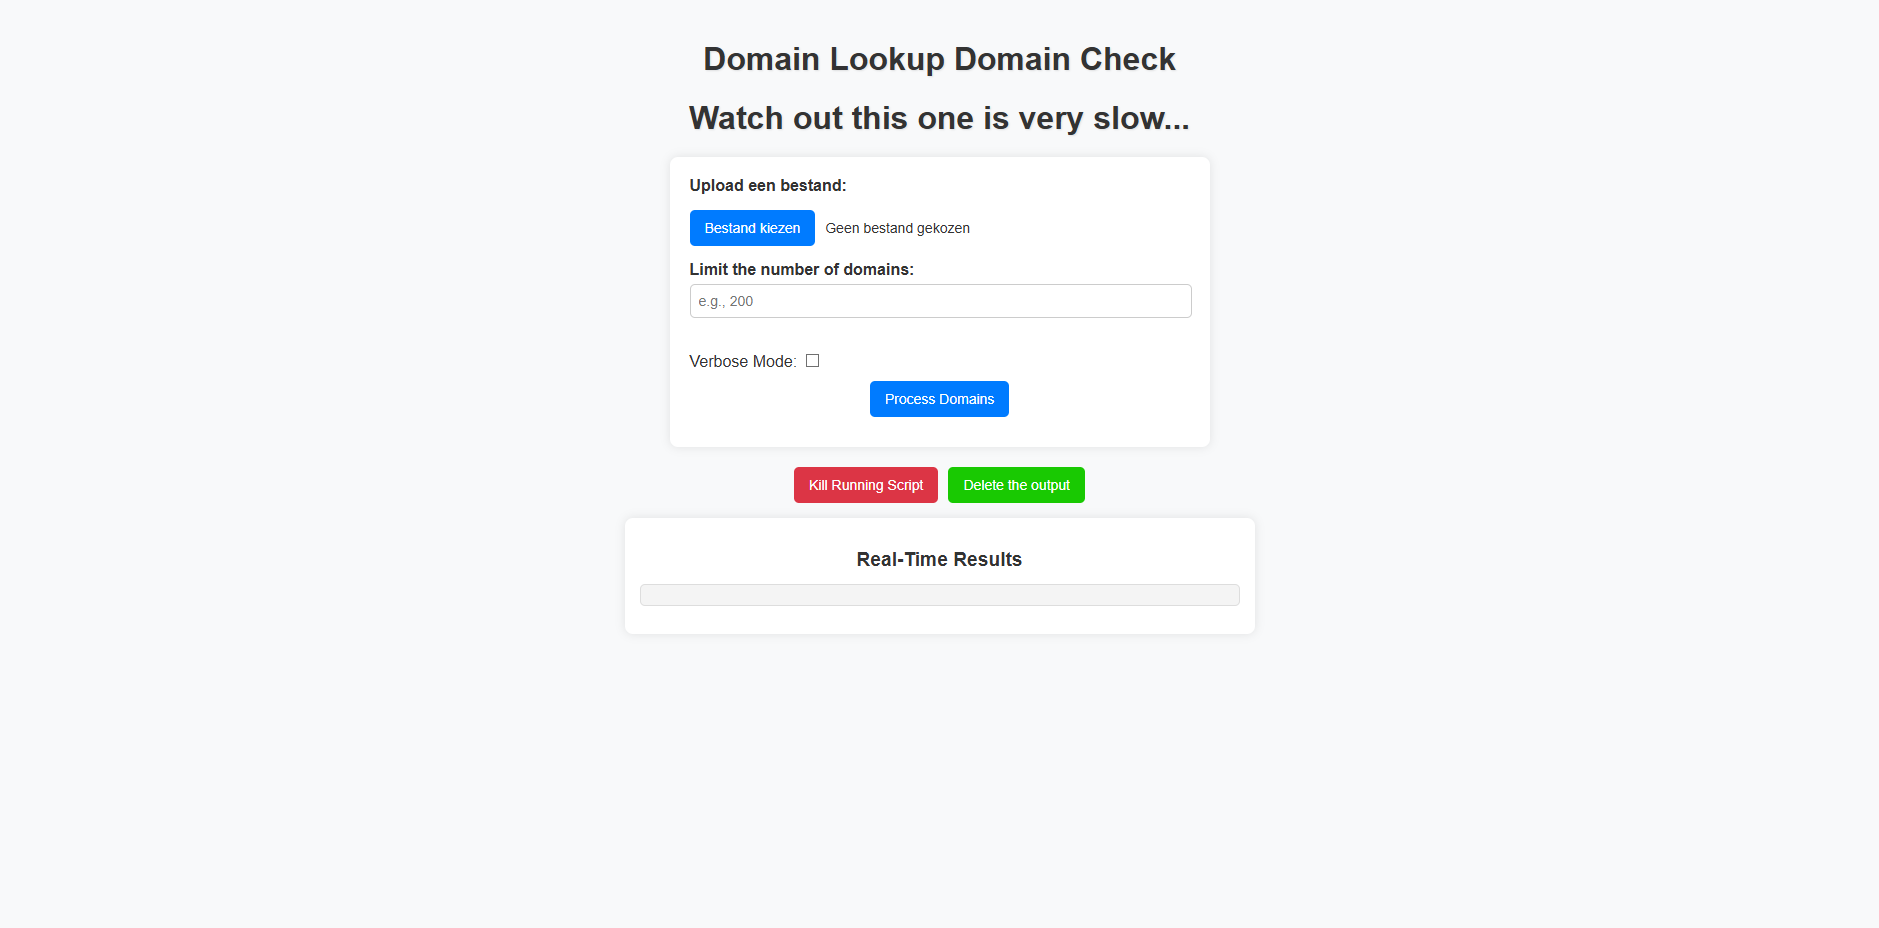 Domain Lookup Domain Check
Watch out this one is very slow...
Upload een bestand:
Bestand kiezen Geen bestand gekozen
Limit the number of domains:
e.g., 200
Verbose Mode:
Process Domains
Kill Running Script Delete the output
Real-Time Results